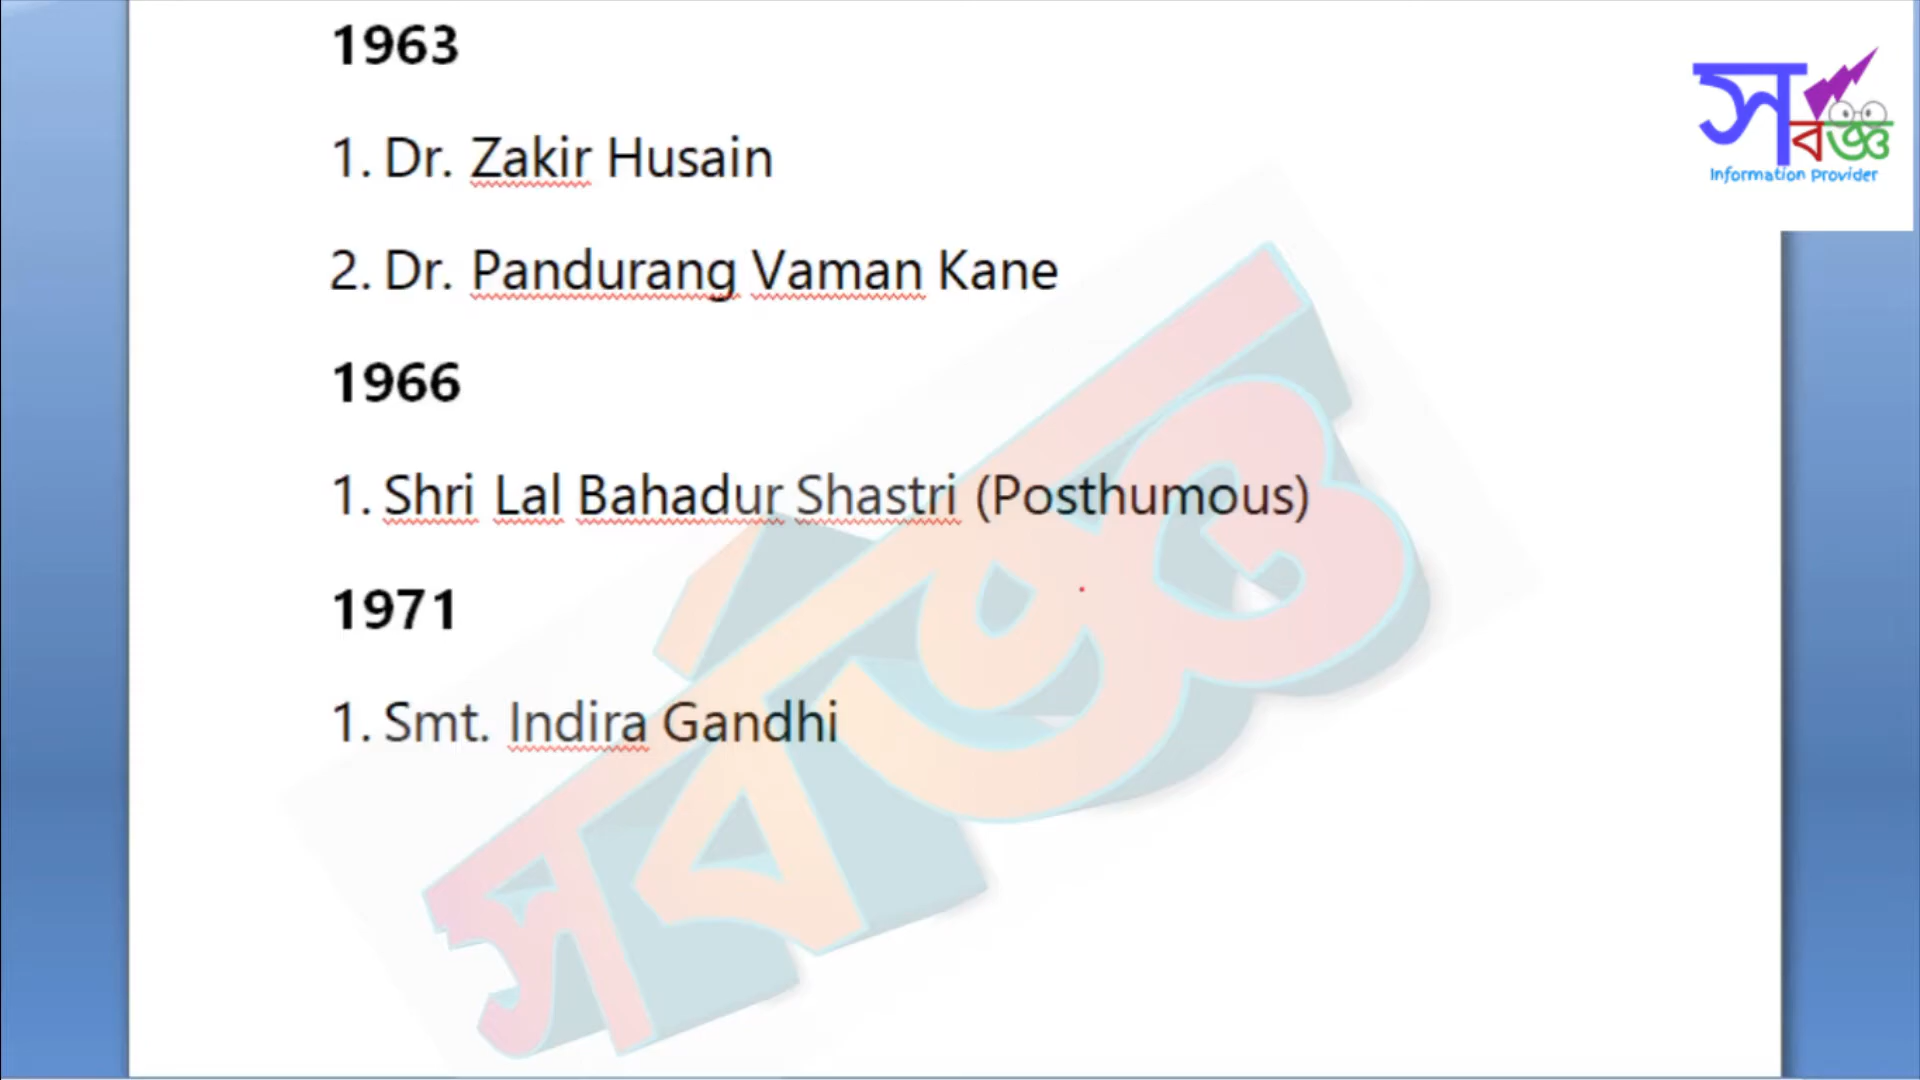 1963
1. Dr. Zakir Husain
2. Dr. Pandurang Vaman Kane
1966
1. Shri Lal Bahadur Shastri (Posthumous)
1971
1. Smt. Indira Gandhi
সবজান্তা
Information Provider